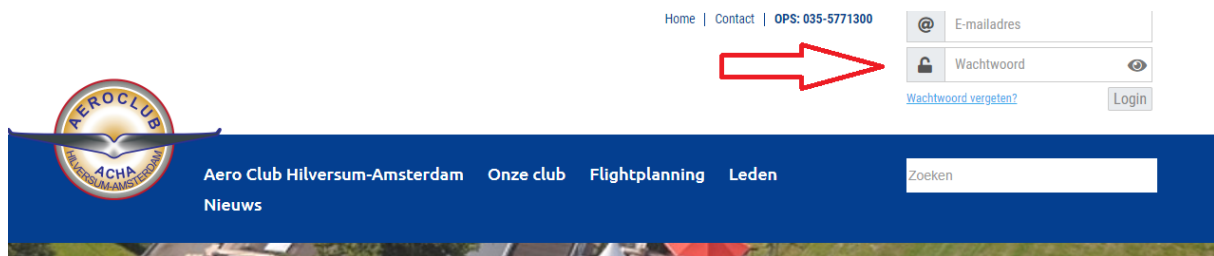 Home | Contact | OPS: 035-5771300
E-mailadres
Wachtwoord
Wachtwoord vergeten?
Login
AEROCLUB
ACHA
HILVERSUM-AMSTERDAM
Aero Club Hilversum-Amsterdam Onze club Flightplanning Leden
Nieuws
Zoeken